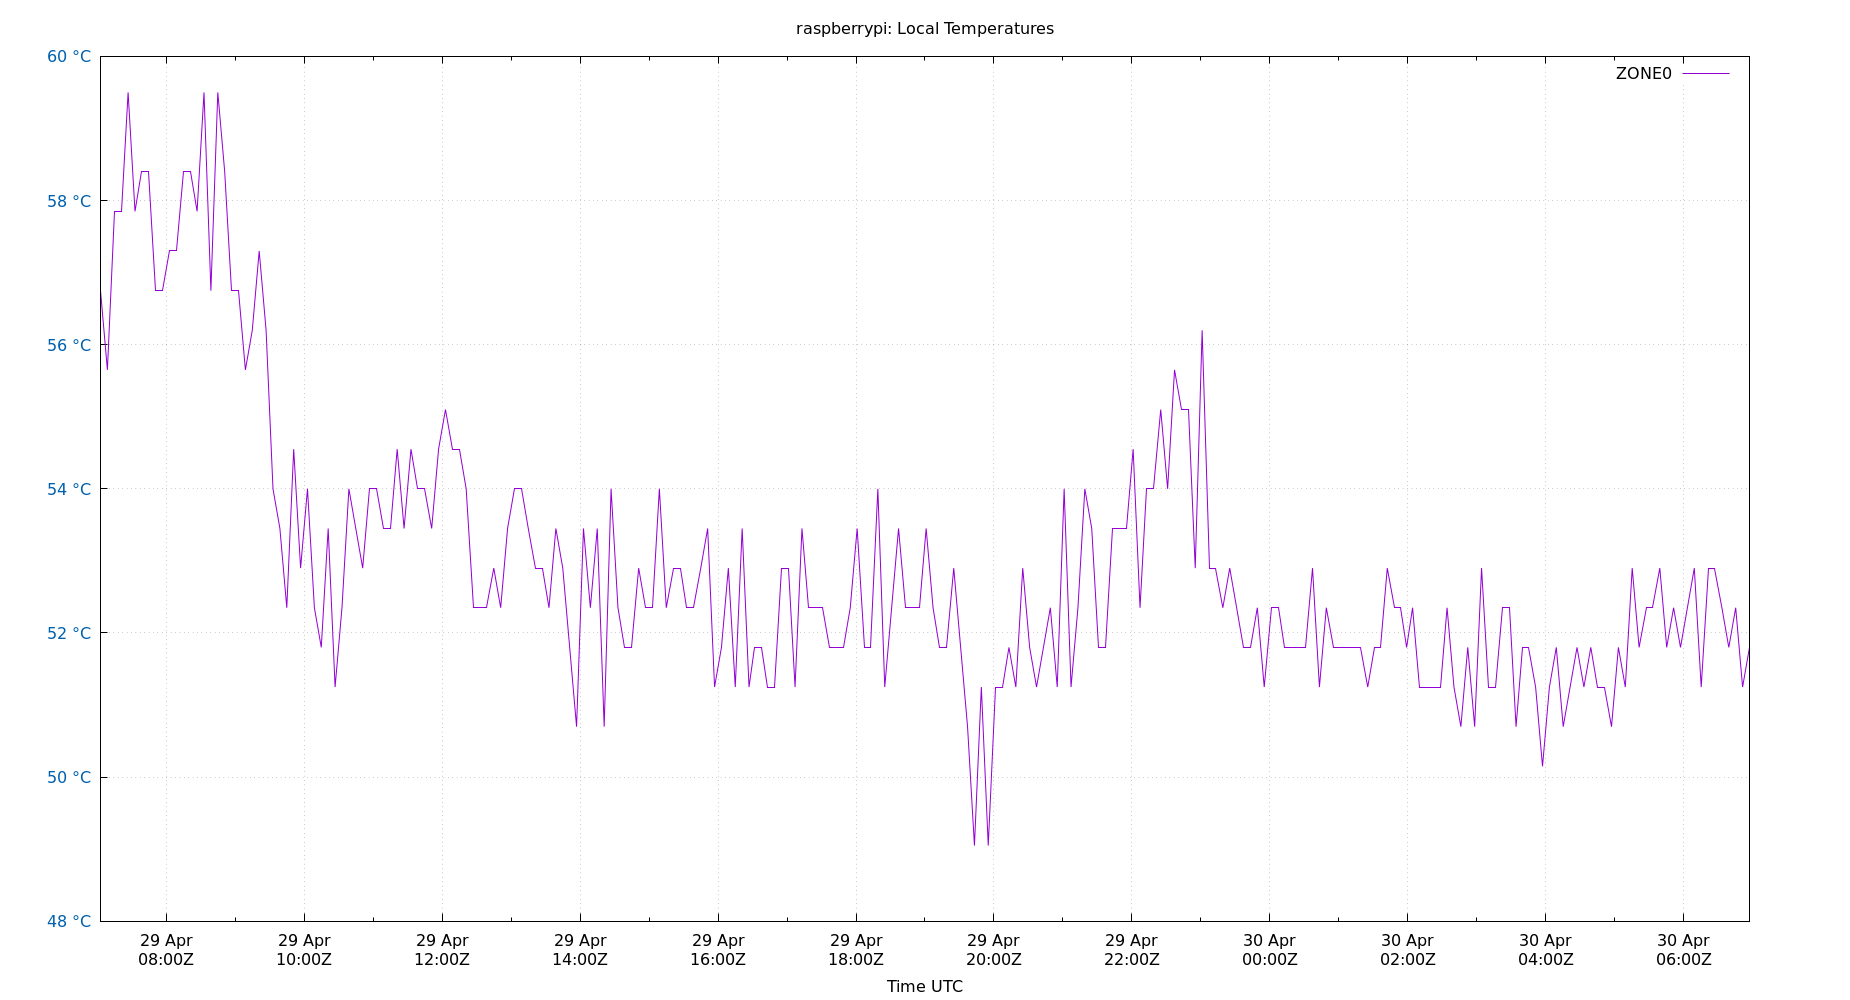 raspberrypi: Local Temperatures
60 °C
ZONE0
58 °C
56 °C
54 °C
52 °C
50 °C
48 °C
29 Apr 29 Apr 29 Apr 29 Apr 29 Apr 29 Apr 29 Apr 29 Apr 30 Apr 30 Apr 30 Apr 30 Apr
08:00Z 10:00Z 12:00Z 14:00Z 16:00Z 18:00Z 20:00Z 22:00Z 00:00Z 02:00Z 04:00Z 06:00Z
Time UTC